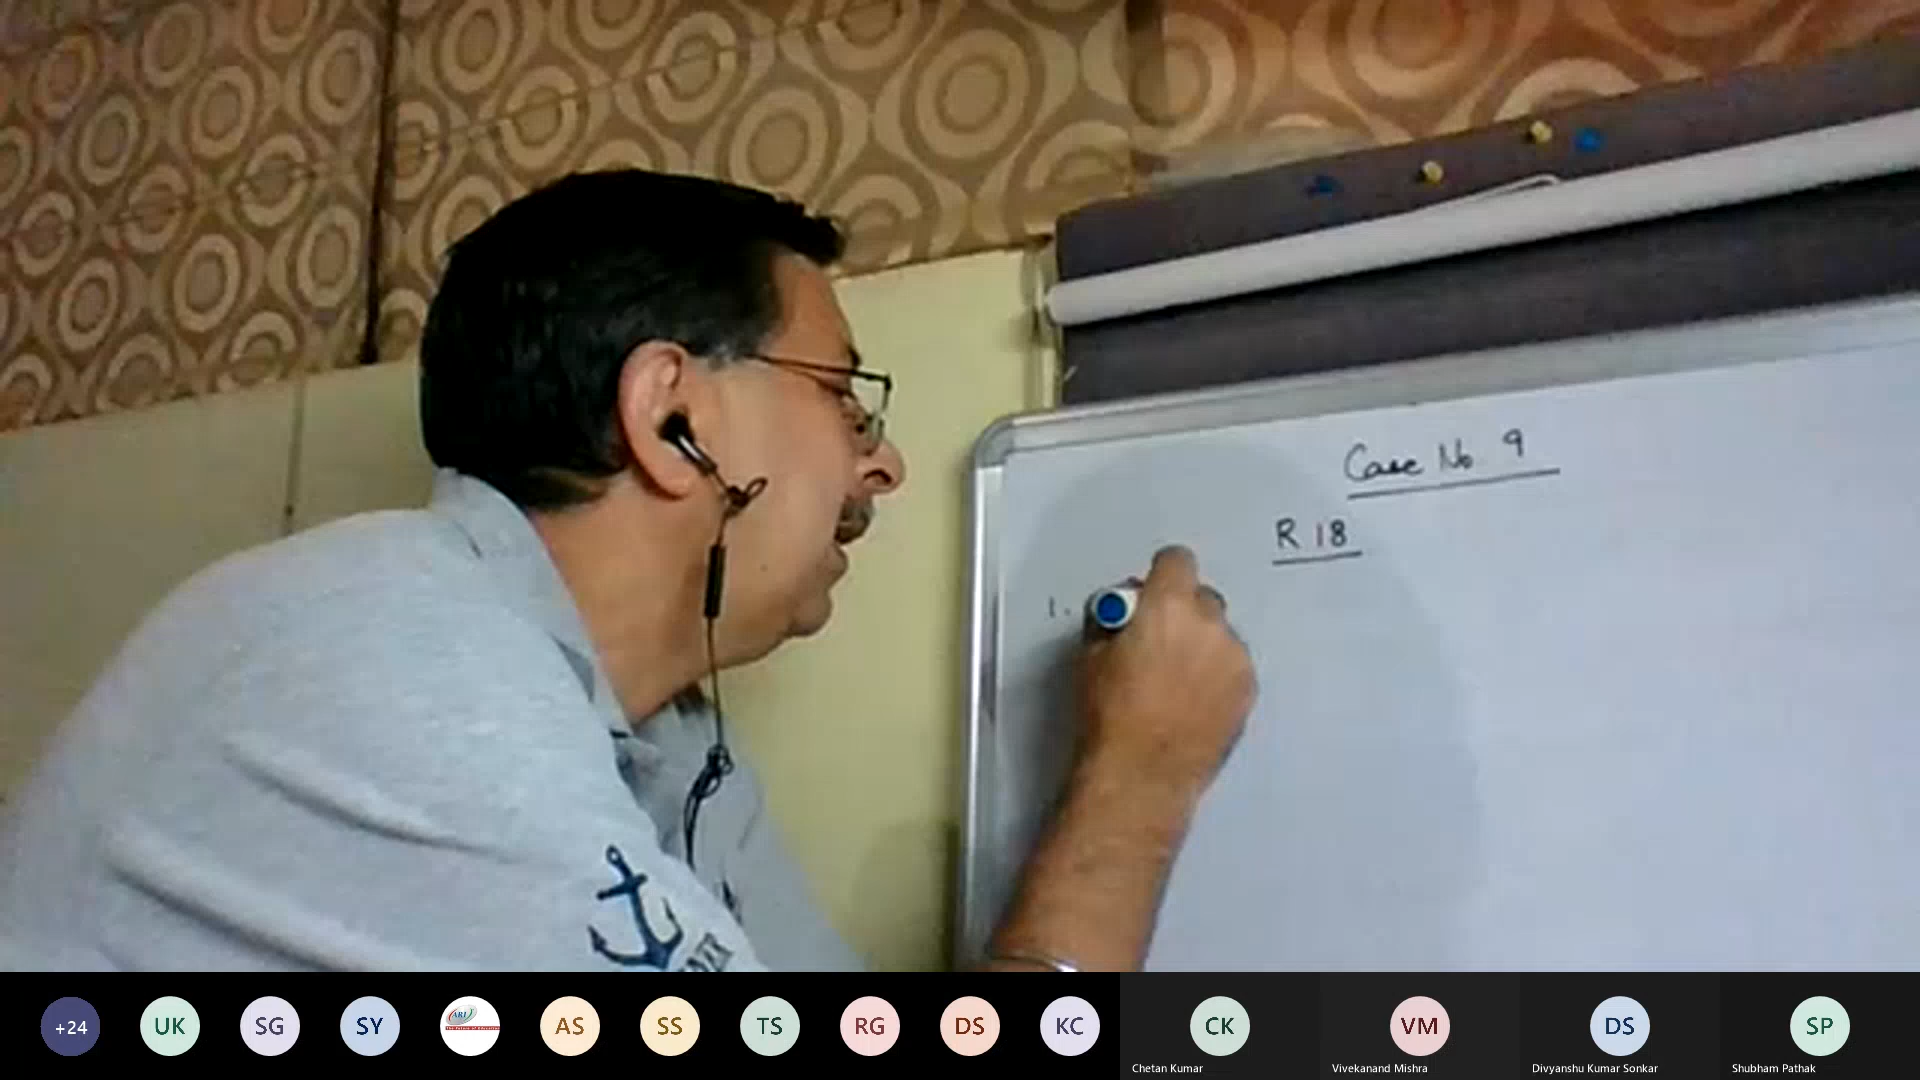 Case No. 9
R 18
1.
+24
UK
SG
SY
ARI
AS
SS
TS
RG
DS
KC
CK
VM
DS
SP
Chetan Kumar
Vivekanand Mishra
Divyanshu Kumar Sonkar
Shubham Pathak